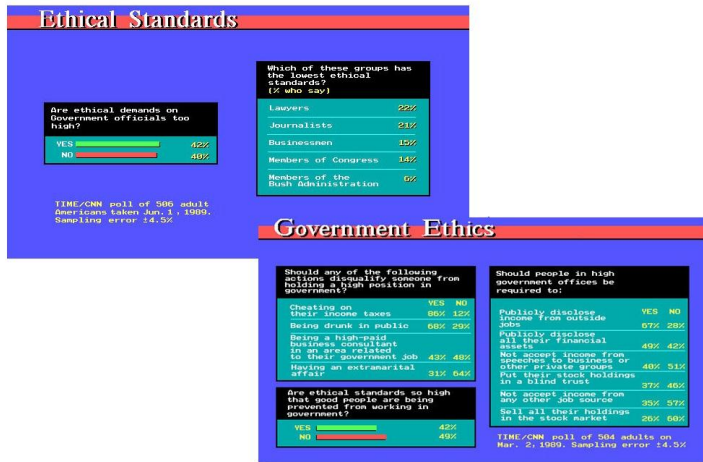 Ethical Standards
Are ethical demands on
Government officials too
high?
YES 42%
NO 40%
Which of these groups has
the lowest ethical
standards?
(% who say)
Lawyers 22%
Journalists 21%
Businessmen 15%
Members of Congress 14%
Members of the
Bush Administration 6%
TIME/CNN poll of 506 adult
Americans taken Jun. 1, 1989.
Sampling error ±4.5%
Government Ethics
Should any of the following
actions disqualify someone from
holding a high position in
government?
YES NO
Cheating on
their income taxes 86% 12%
Being drunk in public 68% 29%
Being a high-paid
business consultant
in an area related
to their government job 43% 48%
Having an extramarital
affair 31% 64%
Are ethical standards so high
that good people are being
prevented from working in
government?
YES 42%
NO 49%
Should people in high
government offices be
required to:
YES NO
Publicly disclose
income from outside
jobs 67% 28%
Publicly disclose
all their financial
assets 49% 42%
Not accept income from
speeches to business or
other private groups 40% 51%
Put their stock holdings
in a blind trust 37% 46%
Not accept income from
any other job source 35% 57%
Sell all their holdings
in the stock market 26% 60%
TIME/CNN poll of 504 adults on
Mar. 2, 1989. Sampling error ±4.5%